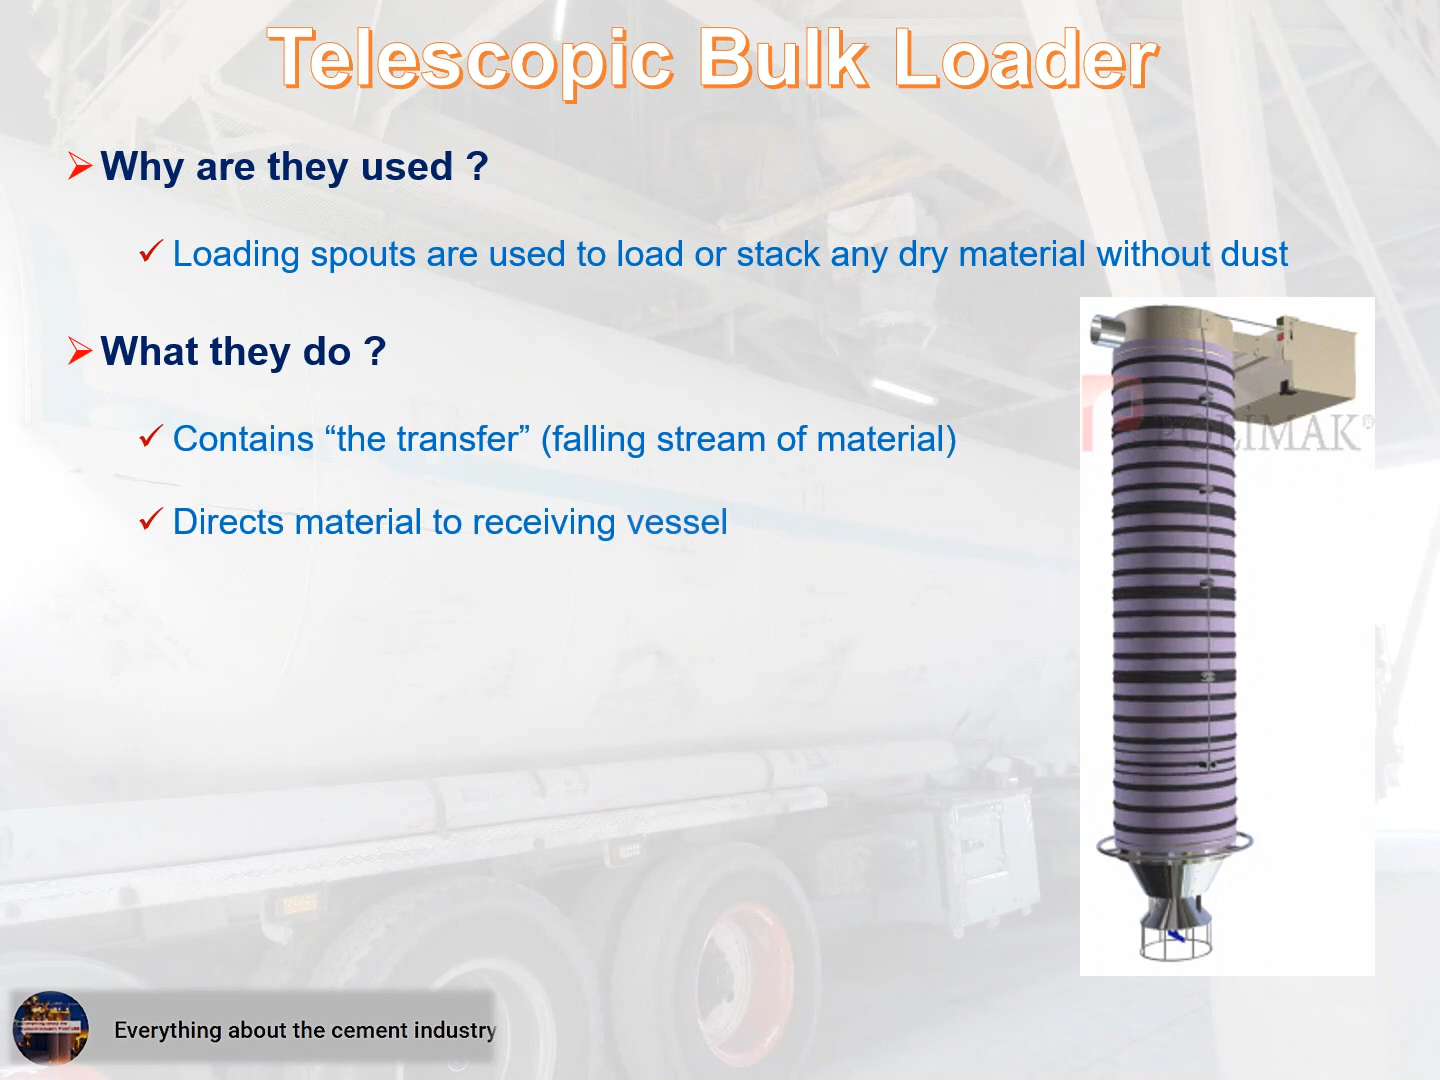 Telescopic Bulk Loader
Why are they used ?
Loading spouts are used to load or stack any dry material without dust
What they do ?
Contains “the transfer” (falling stream of material)
Directs material to receiving vessel
POLIMAK®
Everything about the cement industry